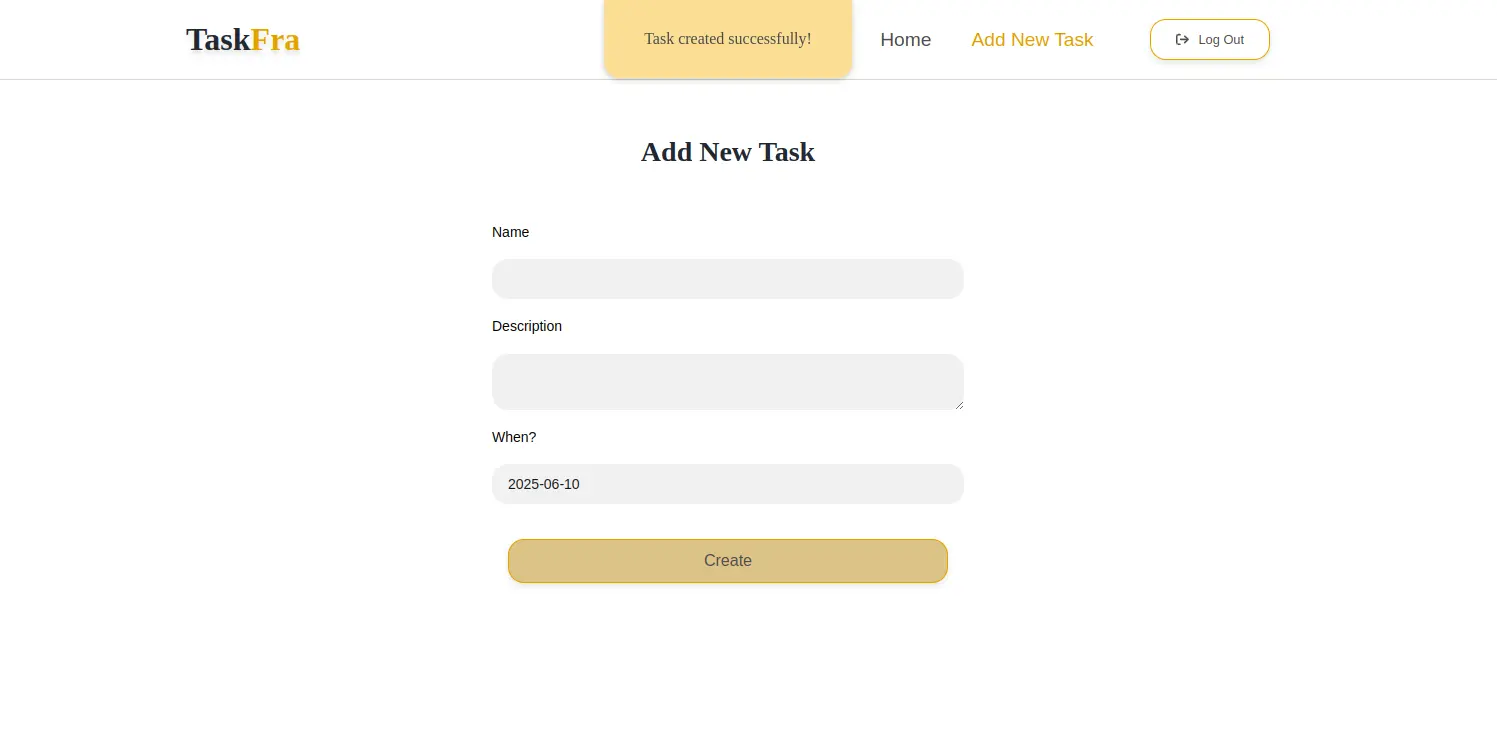 TaskFra
Task created successfully!
Home
Add New Task
Log Out
Add New Task
Name
Description
When?
2025-06-10
Create